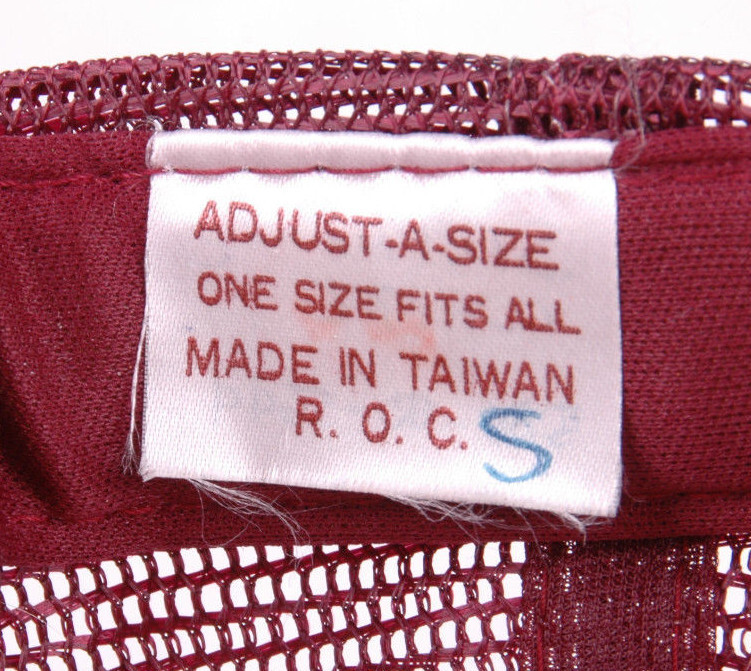 ADJUST-A-SIZE
ONE SIZE FITS ALL
MADE IN TAIWAN
R. O. C. S